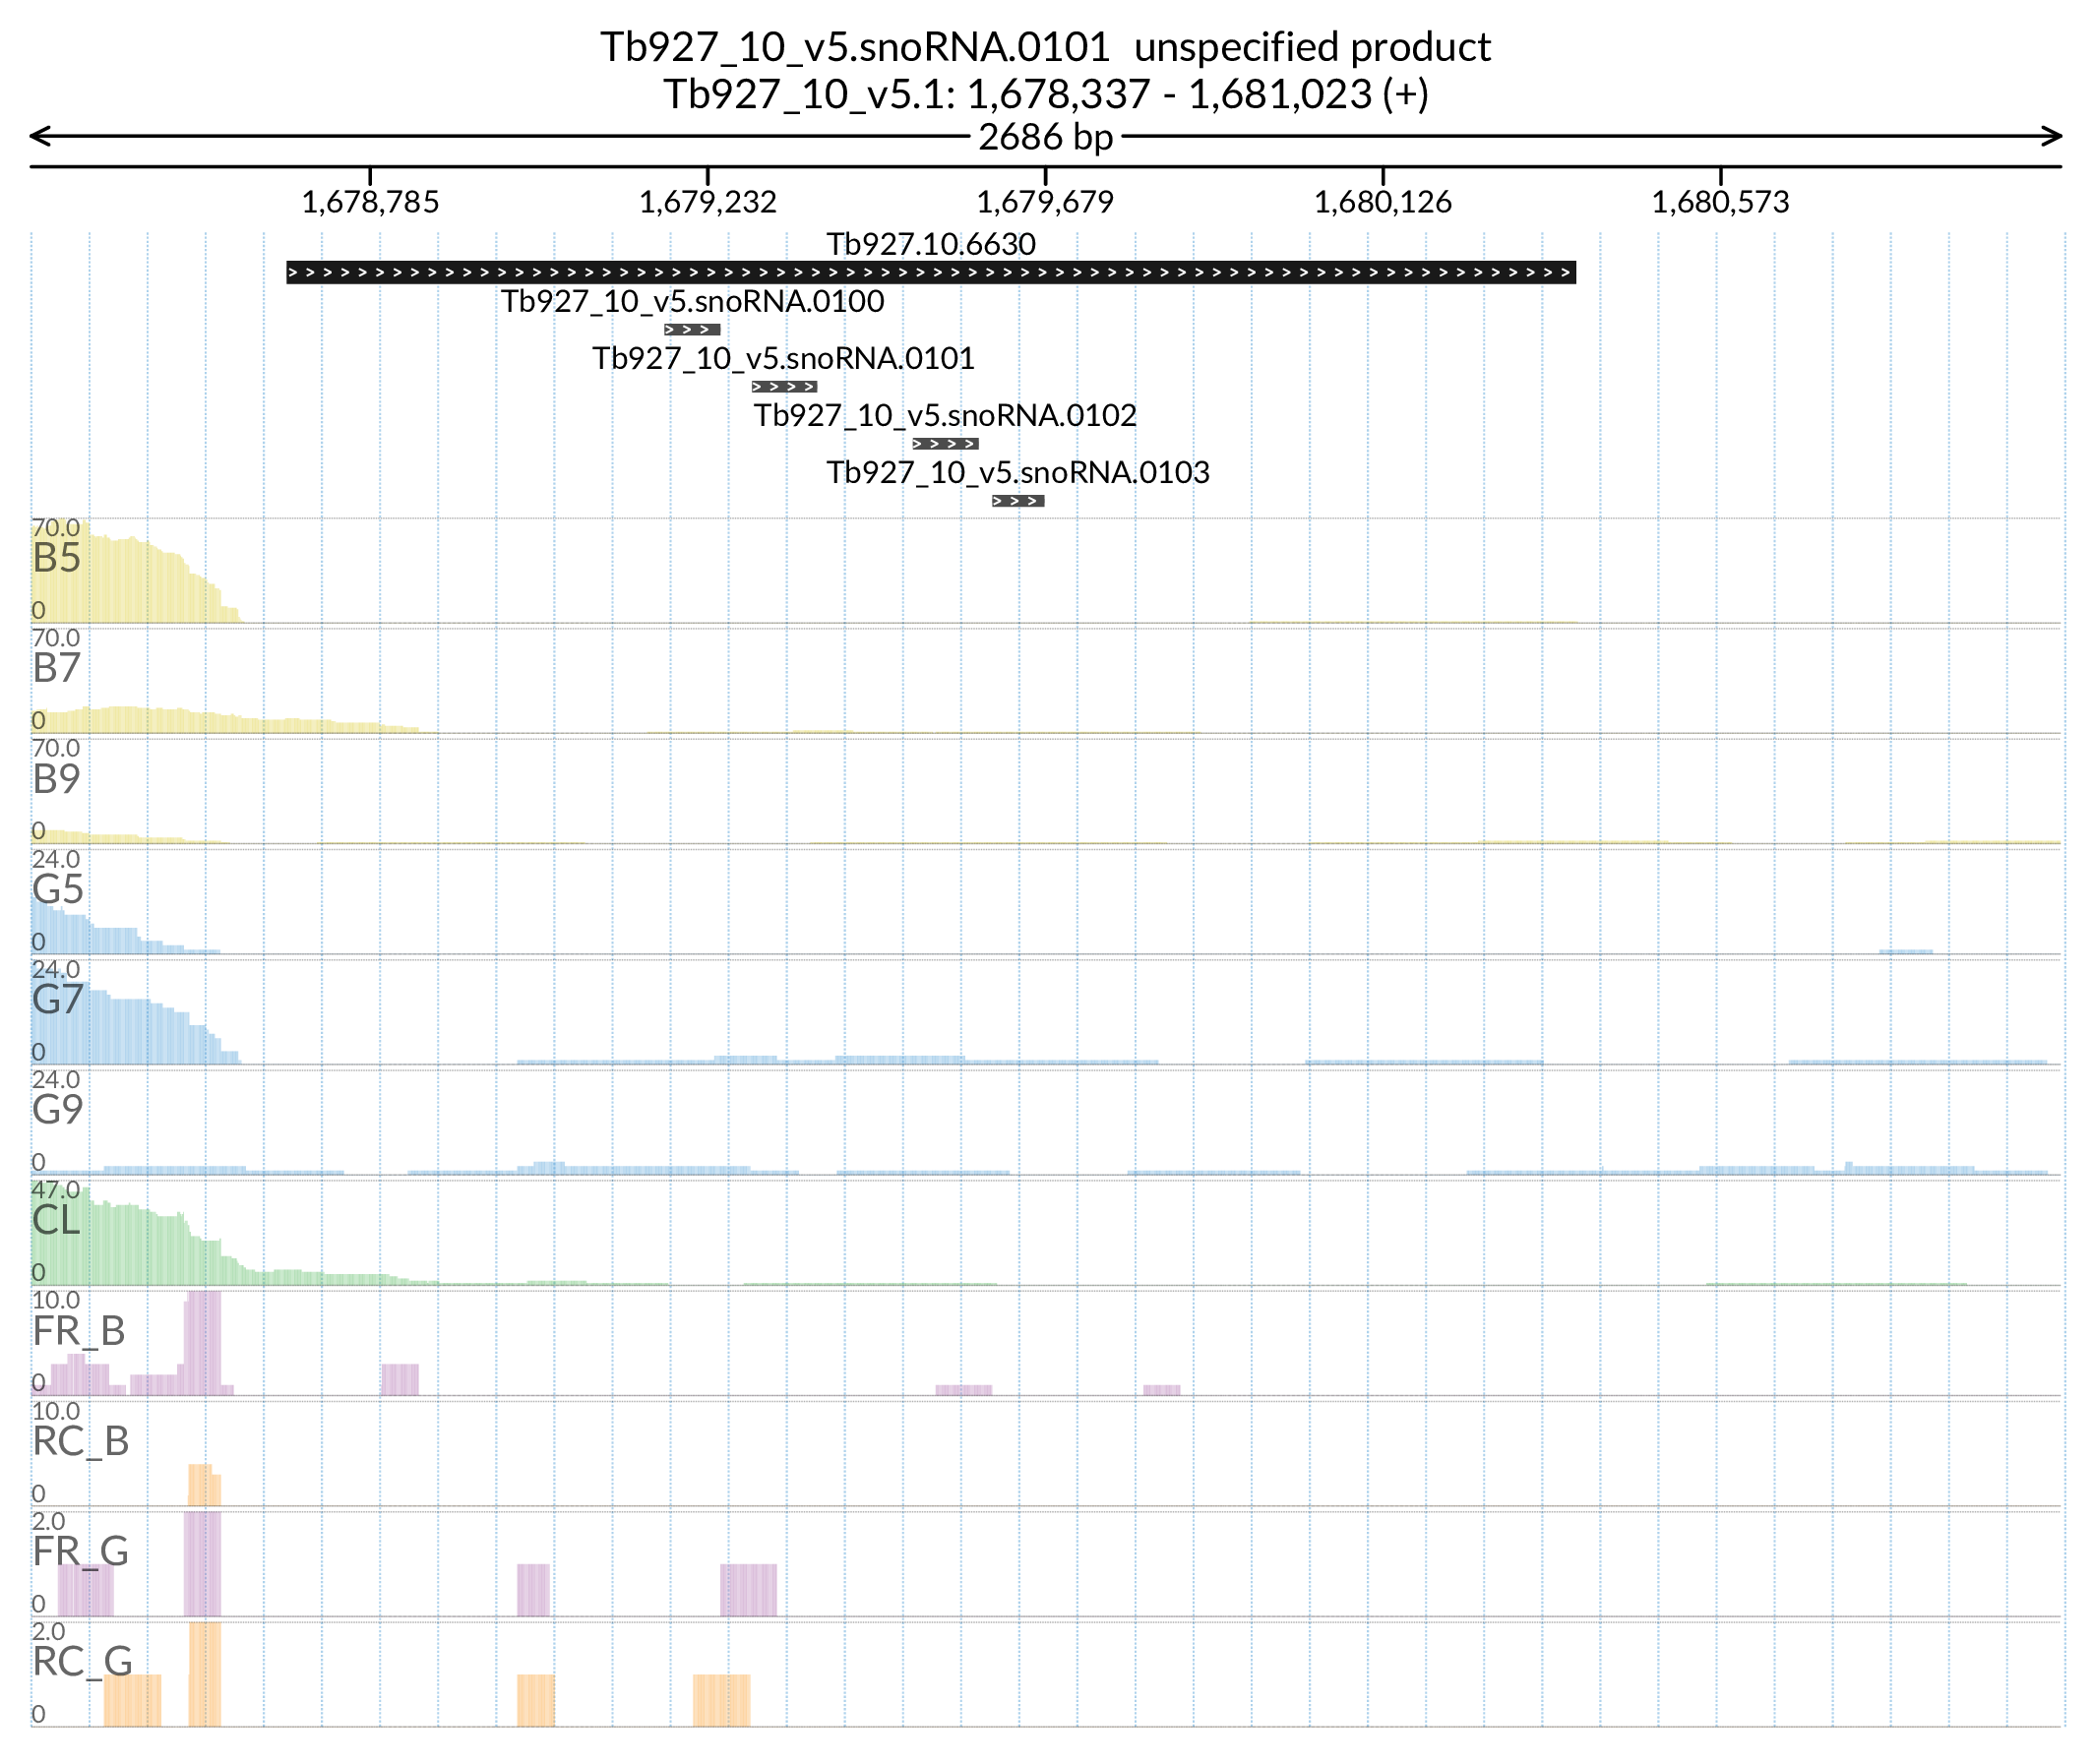 Tb927_10_v5.snoRNA.0101 unspecified product
Tb927_10_v5.1: 1,678,337 - 1,681,023 (+)
2686 bp
1,678,785 1,679,232 1,679,679 1,680,126 1,680,573
Tb927.10.6630
Tb927_10_v5.snoRNA.0100
Tb927_10_v5.snoRNA.0101
Tb927_10_v5.snoRNA.0102
Tb927_10_v5.snoRNA.0103
70.0
B5
0
70.0
B7
0
70.0
B9
0
24.0
G5
0
24.0
G7
0
24.0
G9
0
47.0
CL
0
10.0
FR_B
0
10.0
RC_B
0
2.0
FR_G
0
2.0
RC_G
0